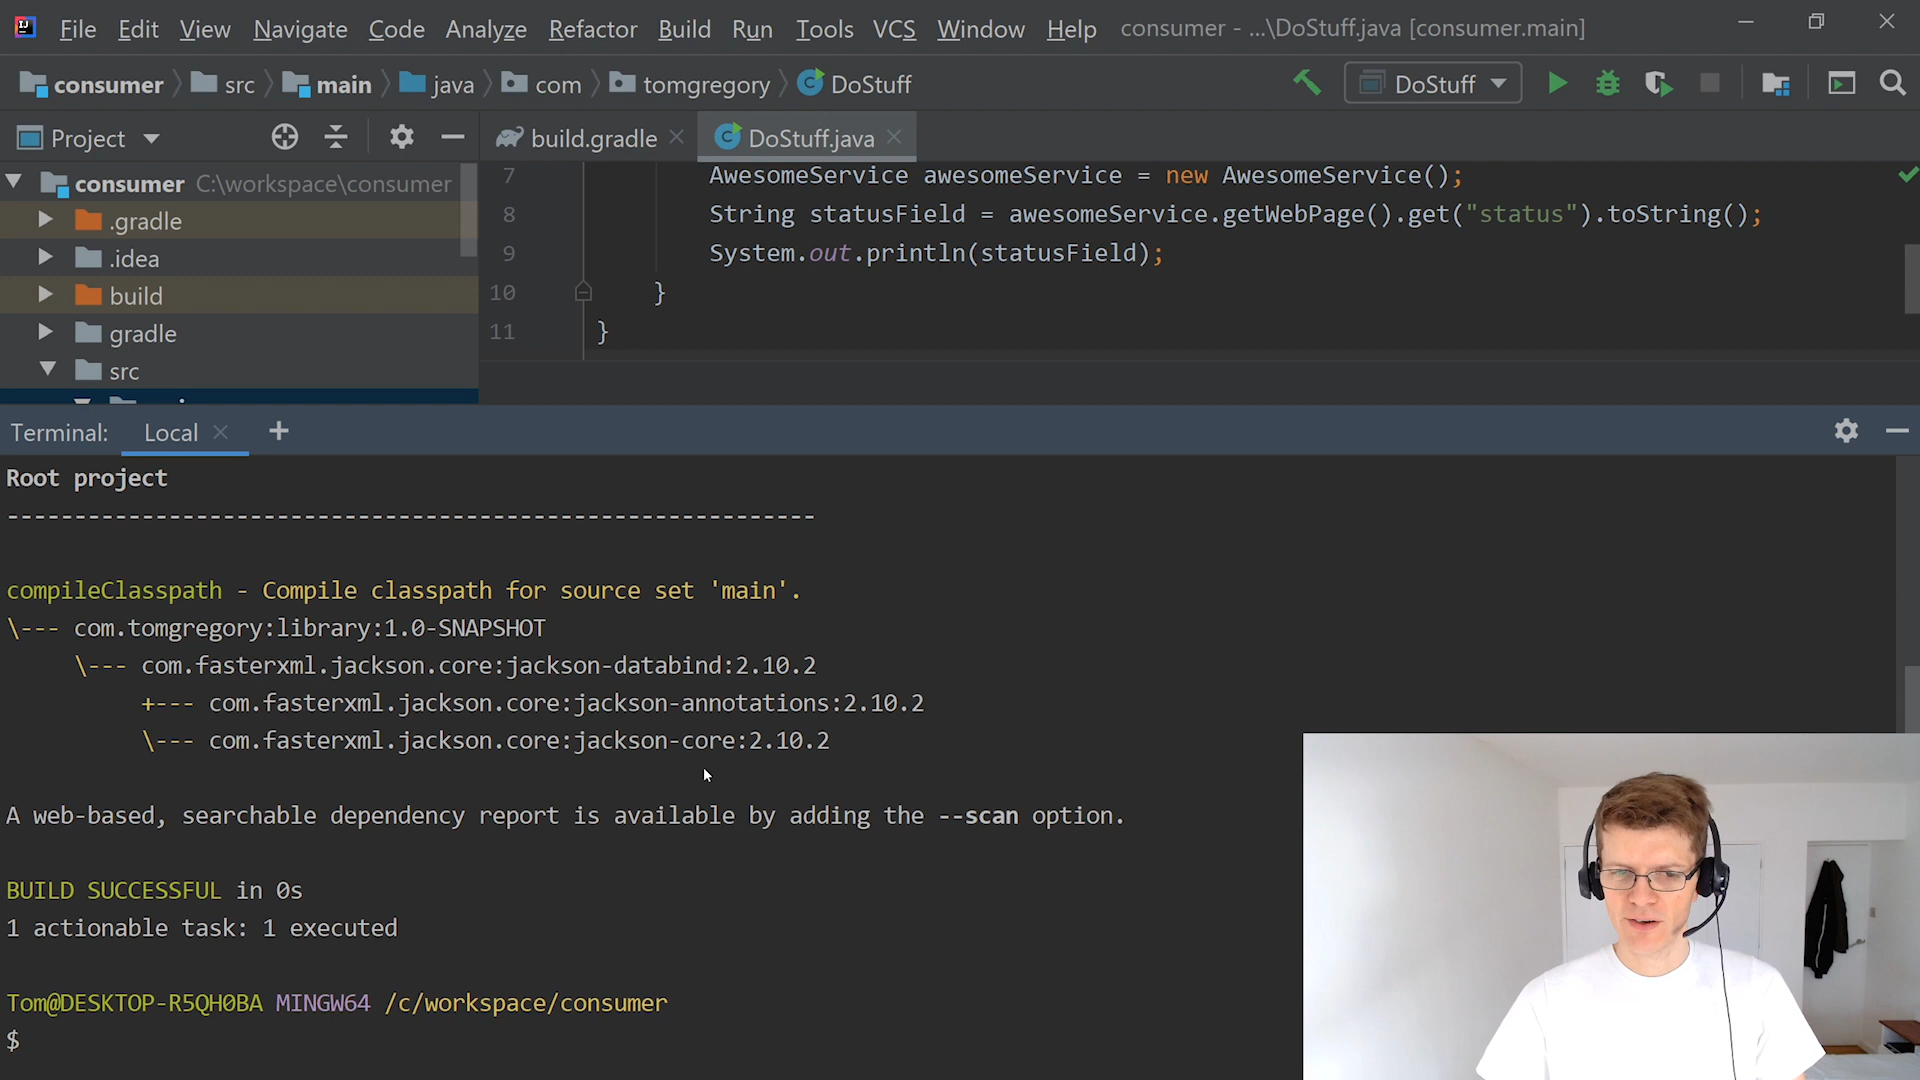 File Edit View Navigate Code Analyze Refactor Build Run Tools VCS Window Help consumer - ...\DoStuff.java [consumer.main]
consumer src main java com tomgregory DoStuff DoStuff
Project build.gradle DoStuff.java
consumer C:\workspace\consumer
.gradle
.idea
build
gradle
src
7 AwesomeService awesomeService = new AwesomeService();
8 String statusField = awesomeService.getWebPage().get("status").toString();
9 System.out.println(statusField);
10 }
11 }
Terminal: Local
Root project
------------------------------------------------------------
compileClasspath - Compile classpath for source set 'main'.
\--- com.tomgregory:library:1.0-SNAPSHOT
\--- com.fasterxml.jackson.core:jackson-databind:2.10.2
+--- com.fasterxml.jackson.core:jackson-annotations:2.10.2
\--- com.fasterxml.jackson.core:jackson-core:2.10.2
A web-based, searchable dependency report is available by adding the --scan option.
BUILD SUCCESSFUL in 0s
1 actionable task: 1 executed
Tom@DESKTOP-R5QH0BA MINGW64 /c/workspace/consumer
$